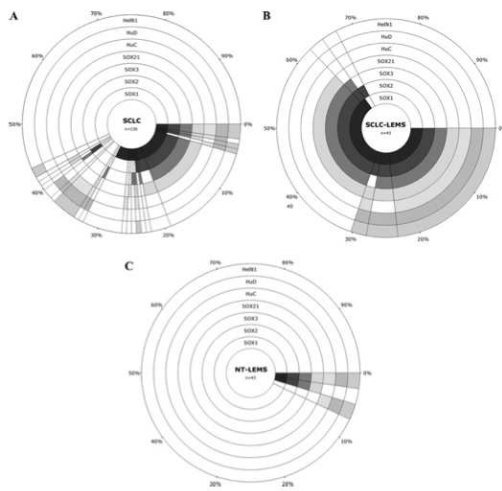 A
70%
80%
HelN1
HuD
60%
90%
HuC
SOX21
SOX3
SOX2
SOX1
50%
SCLC
0%
40%
10%
30%
20%
B
70%
80%
HelN1
HuD
60%
90%
HuC
SOX21
SOX3
SOX2
SOX1
50%
SCLC-LEMS
10%
30%
20%
C
70%
80%
HelN1
HuD
60%
90%
HuC
SOX21
SOX3
SOX2
SOX1
50%
NT-LEMS
0%
40%
10%
20%
20%